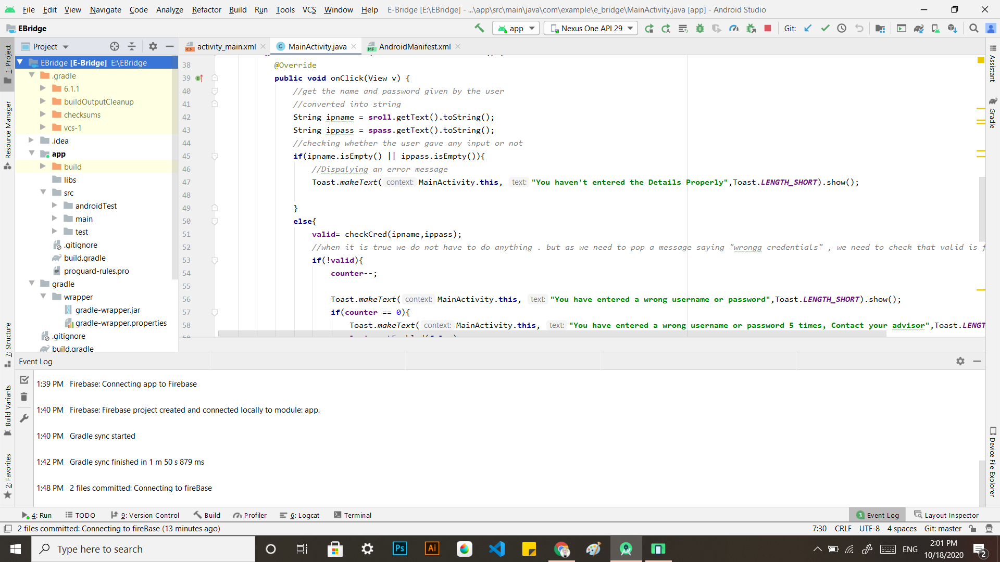 File Edit View Navigate Code Analyze Refactor Build Run Tools VCS Window Help E-Bridge [E:\EBridge] - ...\app\src\main\java\com\example\e_bridge\MainActivity.java [app] - Android Studio
EBridge
app
Nexus One API 29
Git:
Project
activity_main.xml
MainActivity.java
AndroidManifest.xml
1: Project
Resource Manager
7: Structure
Build Variants
2: Favorites
EBridge [E-Bridge] E:\EBridge
.gradle
6.1.1
buildOutputCleanup
checksums
vcs-1
.idea
app
build
libs
src
androidTest
main
test
.gitignore
build.gradle
proguard-rules.pro
gradle
wrapper
gradle-wrapper.jar
gradle-wrapper.properties
.gitignore
build.gradle
38 @Override
39 public void onClick(View v) {
40 //get the name and password given by the user
41 //converted into string
42 String ipname = sroll.getText().toString();
43 String ippass = spass.getText().toString();
44 //checking whether the user gave any input or not
45 if(ipname.isEmpty() || ippass.isEmpty()){
46 //Dispalying an error message
47 Toast.makeText( context: MainActivity.this, text: "You haven't entered the Details Properly",Toast.LENGTH_SHORT).show();
48
49 }
50 else{
51 valid= checkCred(ipname,ippass);
52 //when it is true we do not have to do anything . but as we need to pop a message saying "wrongg credentials" , we need to check that valid is f
53 if(!valid){
54 counter--;
55
56 Toast.makeText( context: MainActivity.this, text: "You have entered a wrong username or password",Toast.LENGTH_SHORT).show();
57 if(counter == 0){
58 Toast.makeText( context: MainActivity.this, text: "You have entered a wrong username or password 5 times, Contact your advisor",Toast.LENGT
Assistant
Gradle
Device File Explorer
Event Log
1:39 PM Firebase: Connecting app to Firebase
1:40 PM Firebase: Firebase project created and connected locally to module: app.
1:40 PM Gradle sync started
1:42 PM Gradle sync finished in 1 m 50 s 879 ms
1:48 PM 2 files committed: Connecting to fireBase
4: Run TODO 9: Version Control Build Profiler 6: Logcat Terminal 3 Event Log Layout Inspector
2 files committed: Connecting to fireBase (13 minutes ago) 7:30 CRLF UTF-8 4 spaces Git: master
Type here to search
Ps
Ai
ENG
2:01 PM
10/18/2020
2